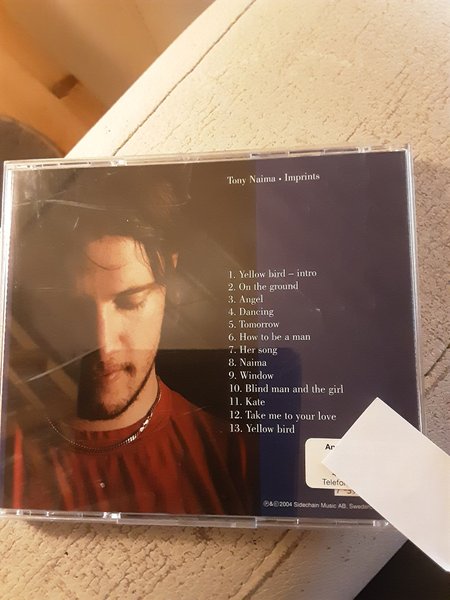 Tony Naima • Imprints
1. Yellow bird – intro
2. On the ground
3. Angel
4. Dancing
5. Tomorrow
6. How to be a man
7. Her song
8. Naima
9. Window
10. Blind man and the girl
11. Kate
12. Take me to your love
13. Yellow bird
An
Telefo
℗&©2004 Sidechain Music AB, Sweden